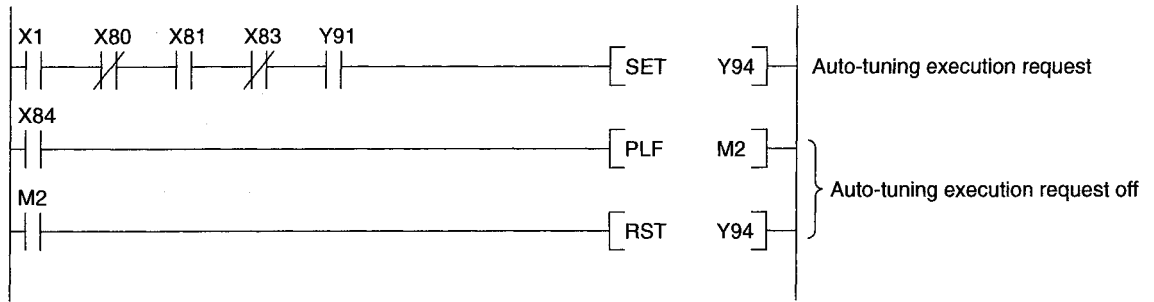 X1 X80 X81 X83 Y91
SET Y94 Auto-tuning execution request
X84
PLF M2
Auto-tuning execution request off
M2
RST Y94